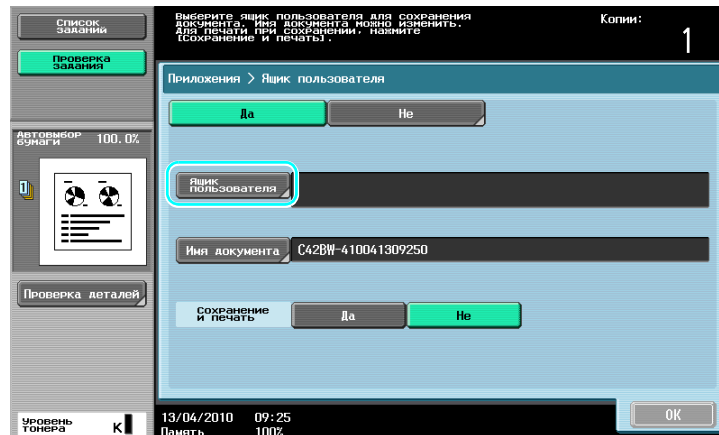 Список
заданий
Проверка
задания
Автовыбор
бумаги
100.0%
1
Проверка деталей
Уровень
тонера
K
Выберите ящик пользователя для сохранения
документа. Имя документа можно изменить.
Для печати при сохранении, нажмите
[Сохранение и печать].
Копии:
1
Приложения > Ящик пользователя
Да
Не
Ящик
пользователя
Имя документа
C42BW-410041309250
Сохранение
и печать
Да
Не
13/04/2010 09:25
Память 100%
OK